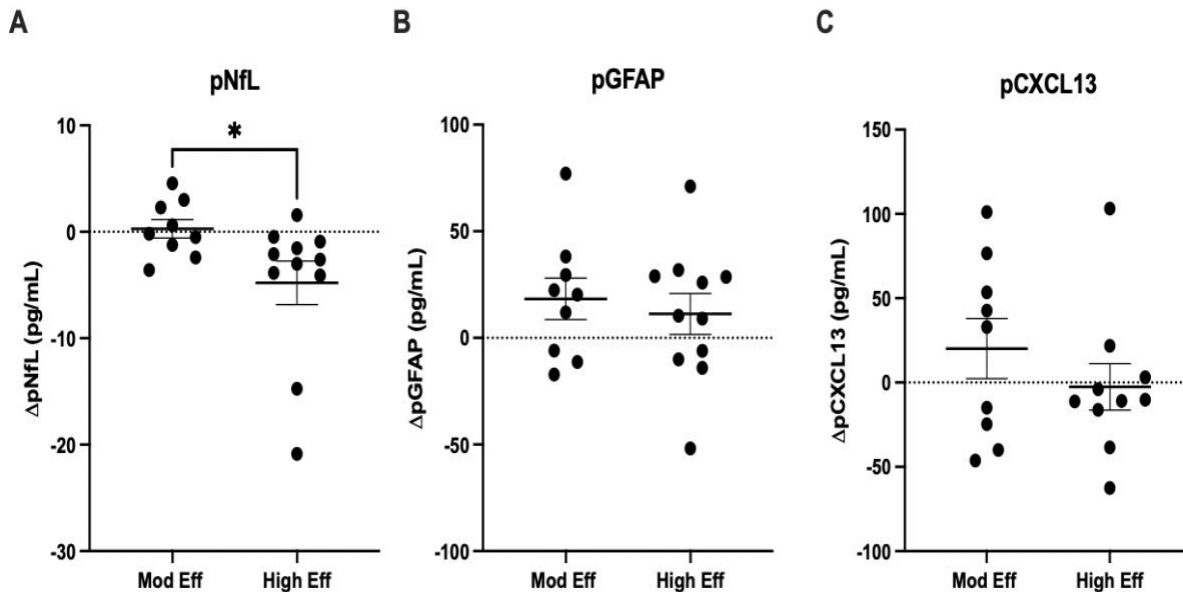 A
B
C
pNfL
pGFAP
pCXCL13
ΔpNfL (pg/mL)
10
0
-10
-20
-30
*
Mod Eff
High Eff
ΔpGFAP (pg/mL)
100
50
0
-50
-100
Mod Eff
High Eff
ΔpCXCL13 (pg/mL)
150
100
50
0
-50
-100
Mod Eff
High Eff